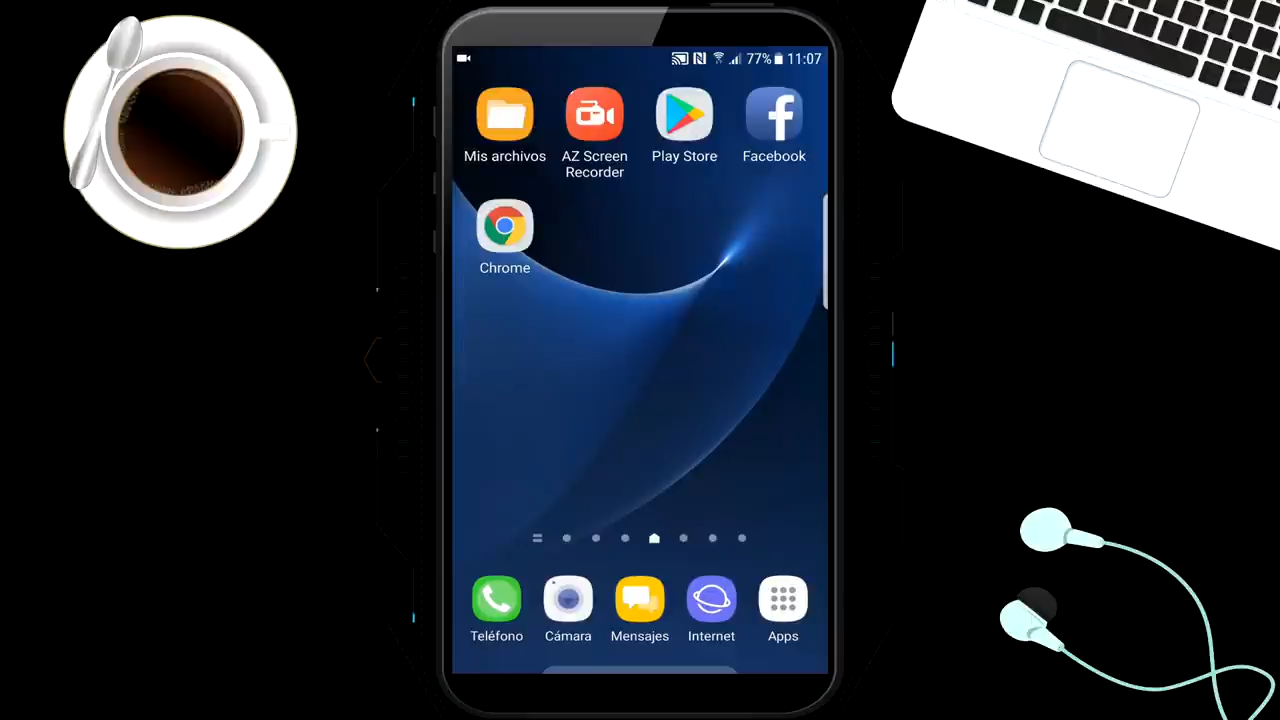 77% 11:07
Mis archivos
AZ Screen
Recorder
Play Store
Facebook
Chrome
Teléfono
Cámara
Mensajes
Internet
Apps